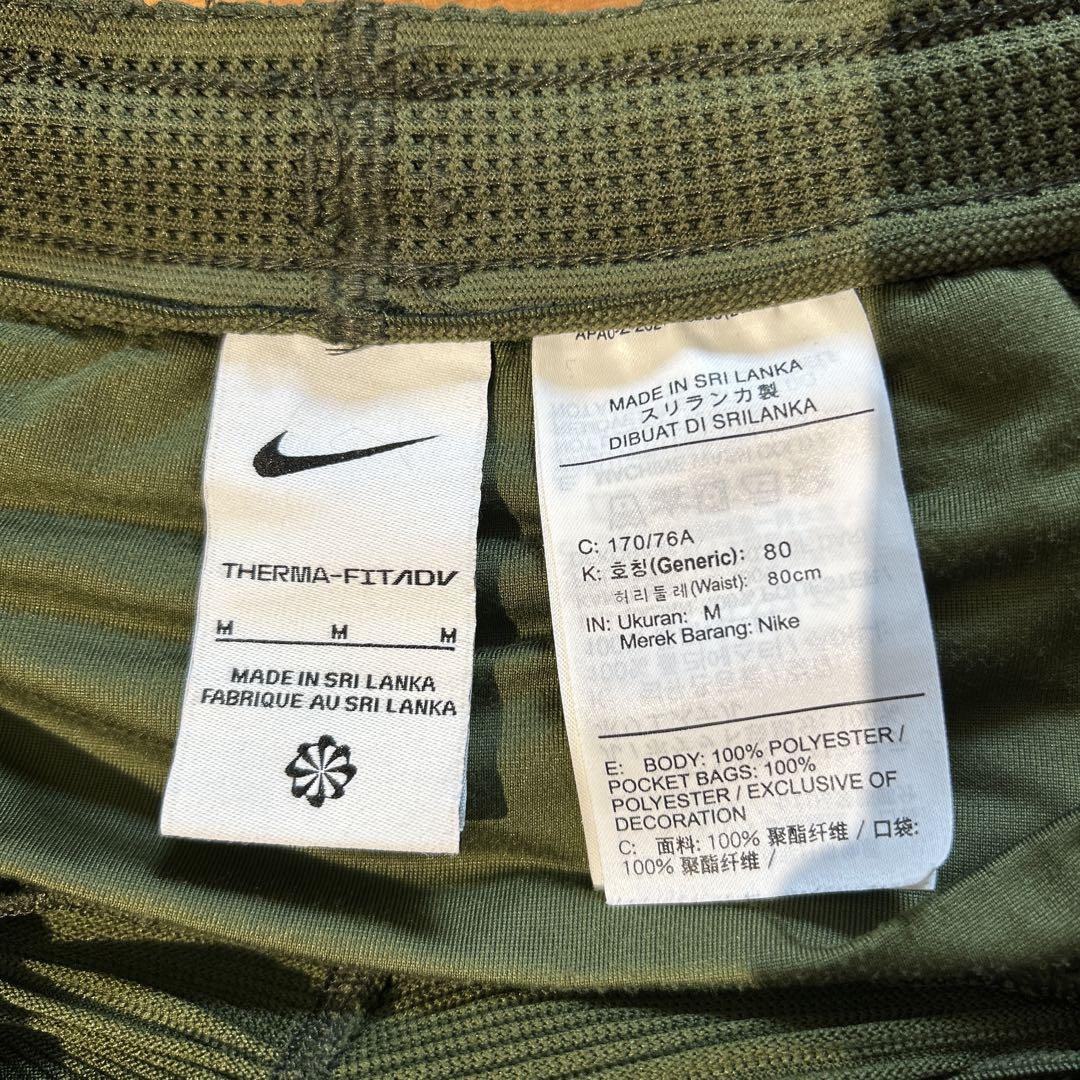 THERMA-FITADV
M M M
MADE IN SRI LANKA
FABRIQUE AU SRI LANKA
MADE IN SRI LANKA
スリランカ製
DIBUAT DI SRILANKA
C: 170/76A
K: 호칭(Generic): 80
허리둘레(Waist): 80cm
IN: Ukuran: M
Merek Barang: Nike
E: BODY: 100% POLYESTER /
POCKET BAGS: 100%
POLYESTER / EXCLUSIVE OF
DECORATION
C: 面料: 100% 聚酯纤维 / 口袋:
100% 聚酯纤维 /